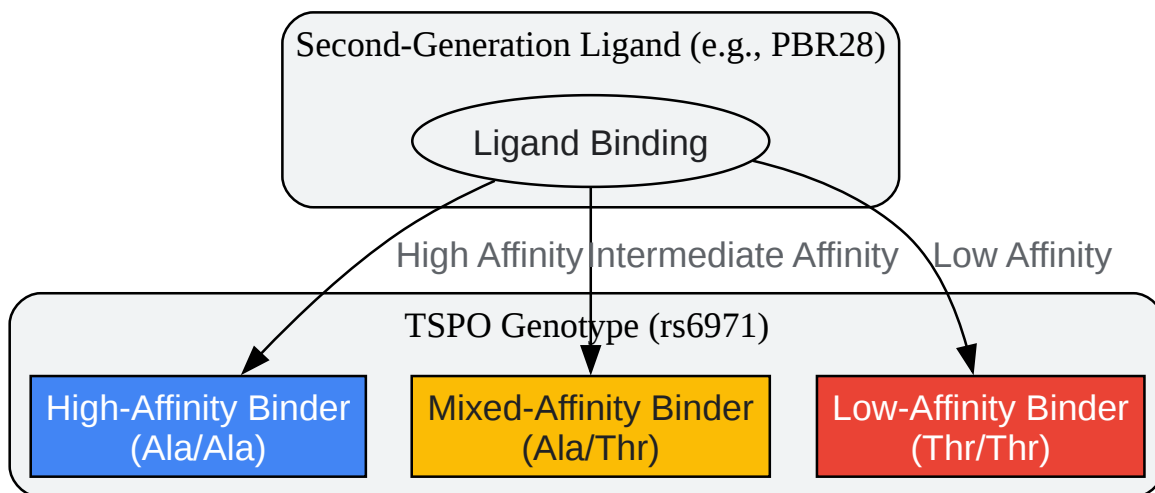 Second-Generation Ligand (e.g., PBR28)
Ligand Binding
High Affinity
Intermediate Affinity
Low Affinity
TSPO Genotype (rs6971)
High-Affinity Binder
(Ala/Ala)
Mixed-Affinity Binder
(Ala/Thr)
Low-Affinity Binder
(Thr/Thr)